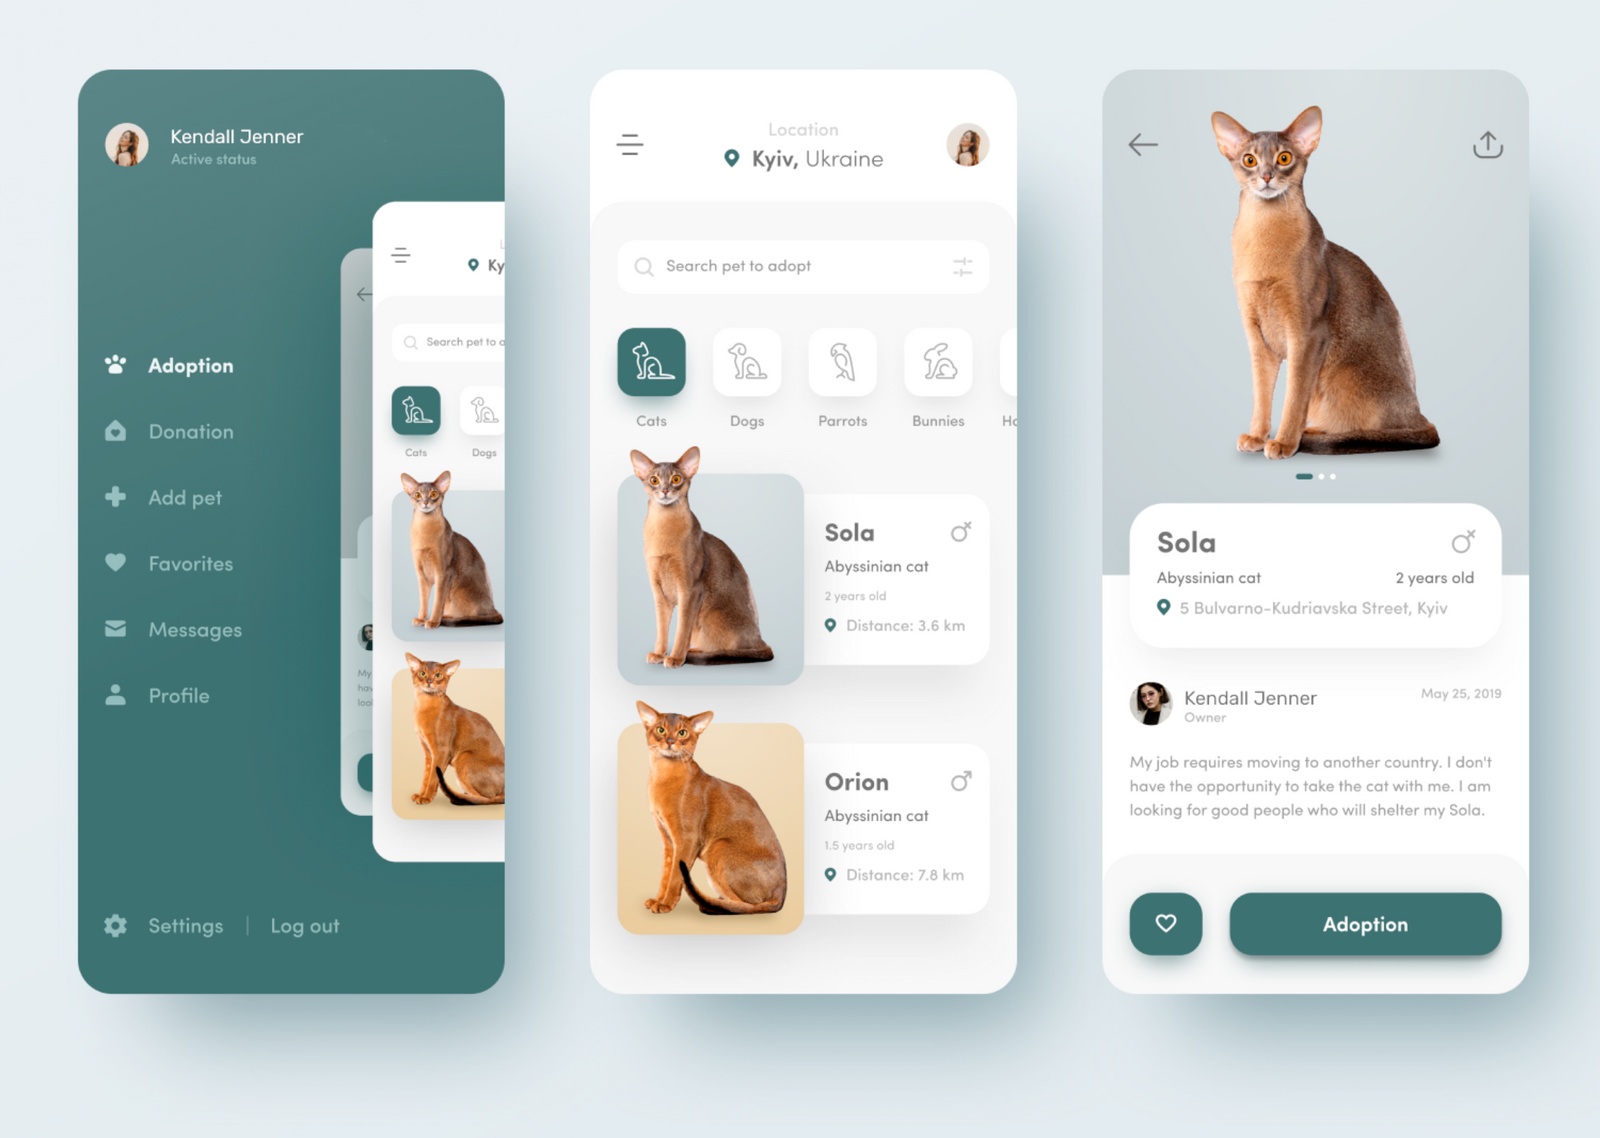 Kendall Jenner
Active status
Adoption
Donation
Add pet
Favorites
Messages
Profile
Settings | Log out
Ky
Search pet to a
Cats
Dogs
My
hav
lool
Location
Kyiv, Ukraine
Search pet to adopt
Cats
Dogs
Parrots
Bunnies
Ho
Sola
Abyssinian cat
2 years old
Distance: 3.6 km
Orion
Abyssinian cat
1.5 years old
Distance: 7.8 km
Sola
Abyssinian cat 2 years old
5 Bulvarno-Kudriavska Street, Kyiv
Kendall Jenner May 25, 2019
Owner
My job requires moving to another country. I don't
have the opportunity to take the cat with me. I am
looking for good people who will shelter my Sola.
Adoption